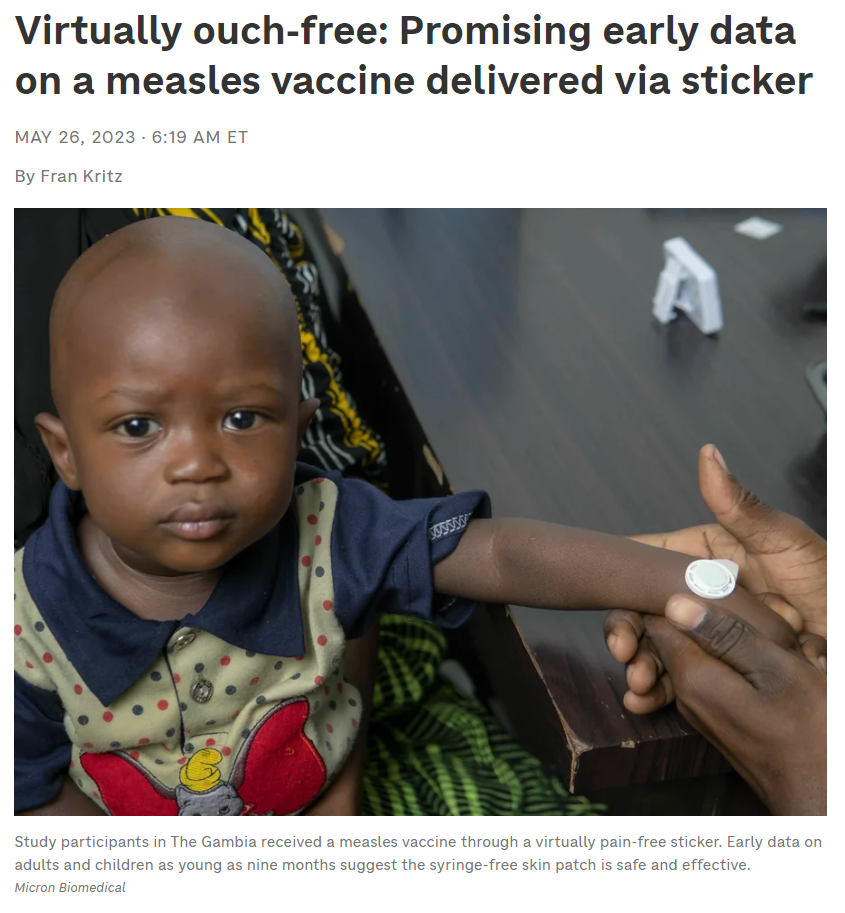 Virtually ouch-free: Promising early data
on a measles vaccine delivered via sticker
MAY 26, 2023 · 6:19 AM ET
By Fran Kritz
Study participants in The Gambia received a measles vaccine through a virtually pain-free sticker. Early data on
adults and children as young as nine months suggest the syringe-free skin patch is safe and effective.
Micron Biomedical